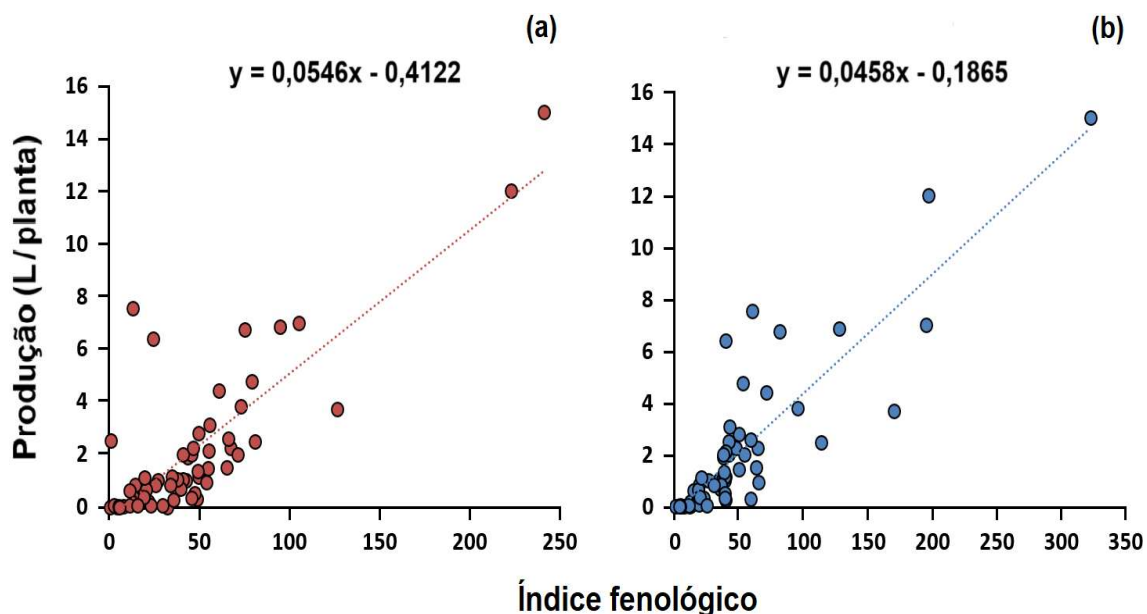 (a)
y = 0,0546x - 0,4122
Produção (L/planta)
16
14
12
10
8
6
4
2
0
0 50 100 150 200 250
(b)
y = 0,0458x - 0,1865
16
14
12
10
8
6
4
2
0
0 50 100 150 200 250 300 350
Índice fenológico